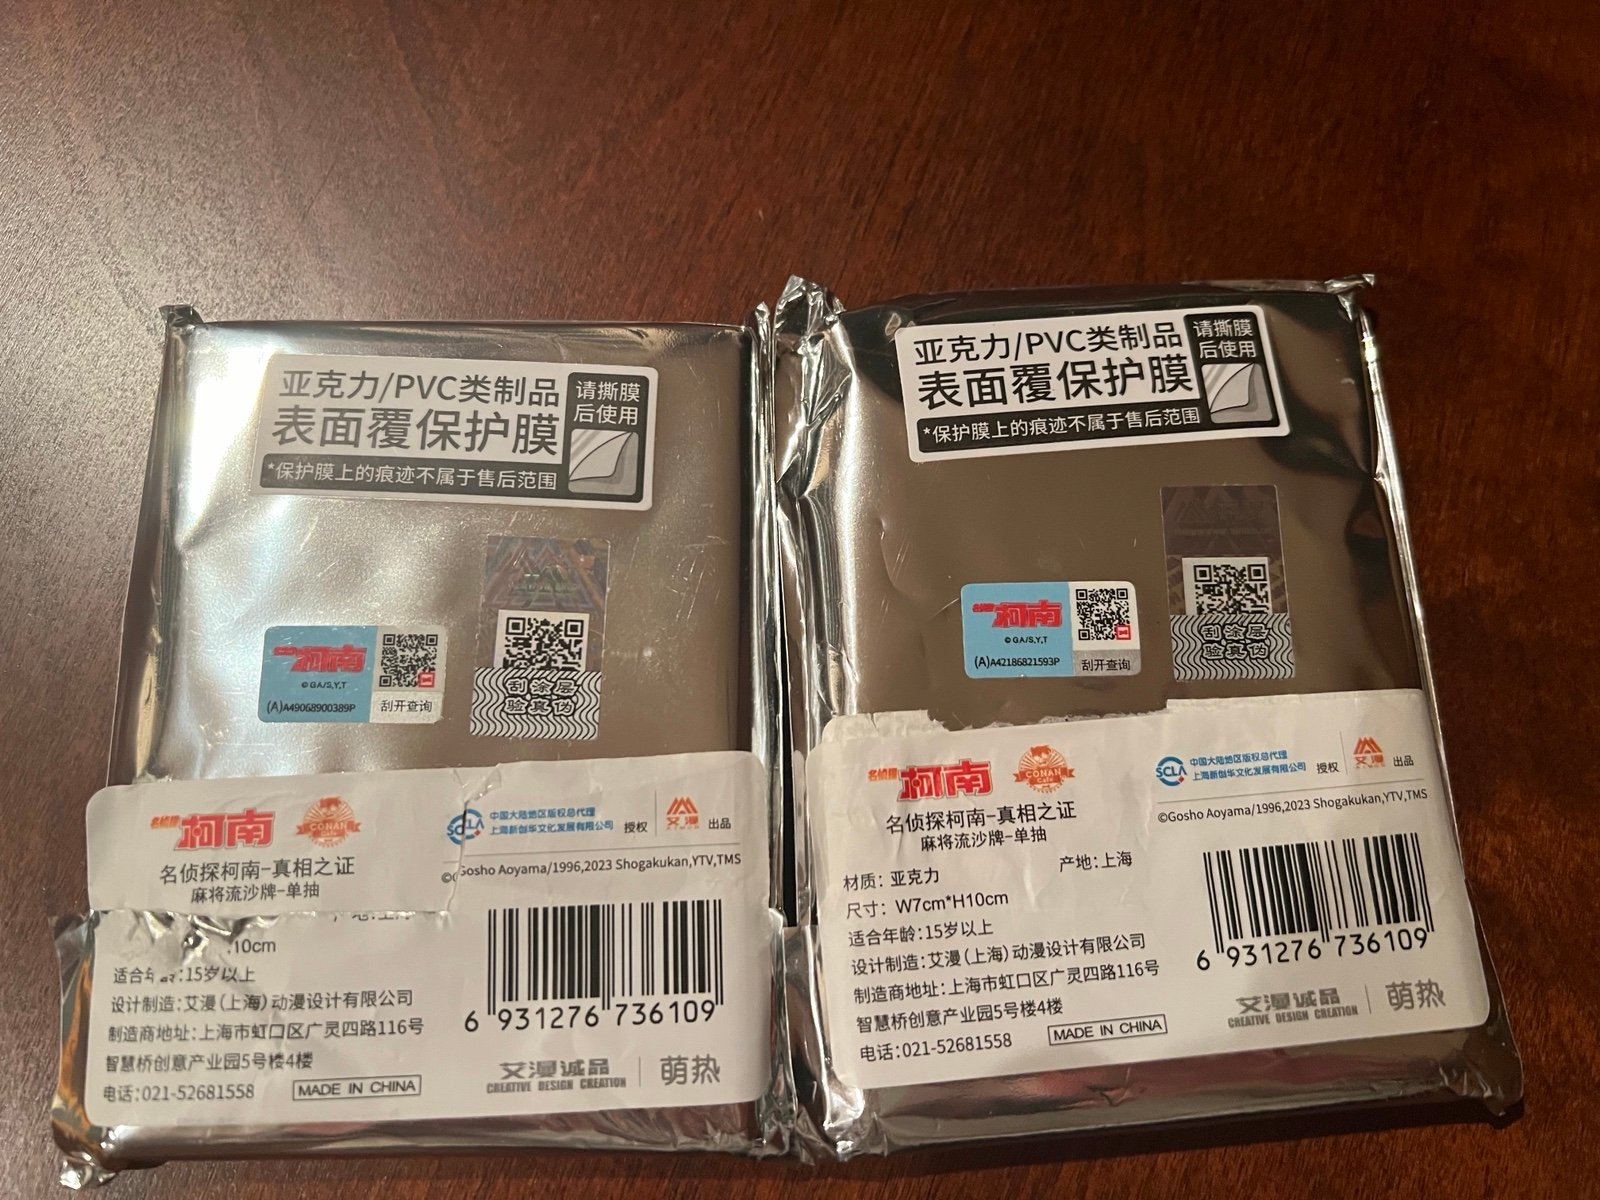 亚克力/PVC类制品
表面覆保护膜
*保护膜上的痕迹不属于售后范围
请撕膜
后使用
柯南
©GA/S,Y,T
(A)A49068900389P
刮开查询
刮涂层
验真伪
名侦探
柯南
CONAN
Cafe
SCLA
中国大陆地区版权总代理
上海新创华文化发展有限公司
授权
艾漫
出品
名侦探柯南-真相之证
麻将流沙牌-单抽
Gosho Aoyama/1996,2023 Shogakukan,YTV,TMS
10cm
适合年龄:15岁以上
设计制造:艾漫(上海)动漫设计有限公司
制造商地址:上海市虹口区广灵四路116号
智慧桥创意产业园5号楼4楼
电话:021-52681558
MADE IN CHINA
6 931276 736109
艾漫诚品
CREATIVE DESIGN CREATION
萌热
亚克力/PVC类制品
表面覆保护膜
*保护膜上的痕迹不属于售后范围
请撕膜
后使用
柯南
©GA/S,Y,T
(A)A42186821593P
刮开查询
刮涂层
验真伪
名侦探
柯南
CONAN
Cafe
SCLA
中国大陆地区版权总代理
上海新创华文化发展有限公司
授权
艾漫
出品
©Gosho Aoyama/1996,2023 Shogakukan,YTV,TMS
名侦探柯南-真相之证
麻将流沙牌-单抽
材质: 亚克力
产地:上海
尺寸: W7cm*H10cm
适合年龄:15岁以上
设计制造:艾漫(上海)动漫设计有限公司
制造商地址:上海市虹口区广灵四路116号
智慧桥创意产业园5号楼4楼
电话:021-52681558
MADE IN CHINA
6 931276 736109
艾漫诚品
CREATIVE DESIGN CREATION
萌热